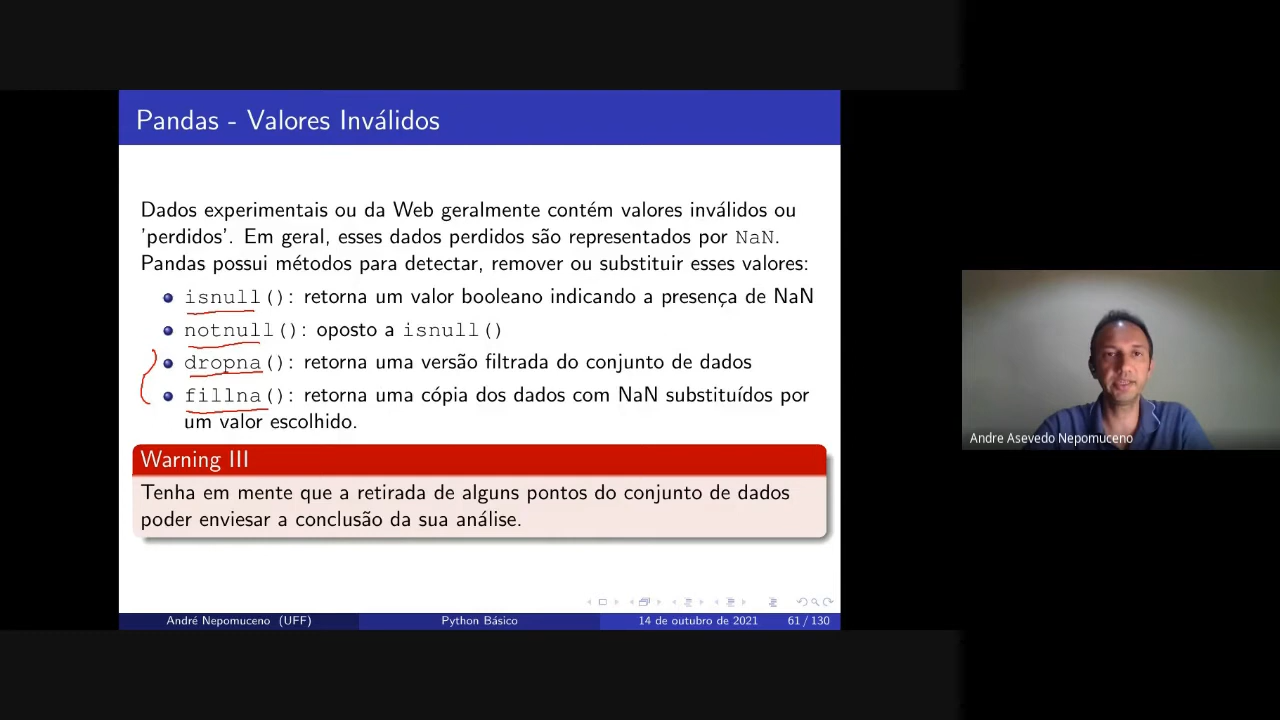 Pandas - Valores Inválidos
Dados experimentais ou da Web geralmente contém valores inválidos ou
'perdidos'. Em geral, esses dados perdidos são representados por NaN.
Pandas possui métodos para detectar, remover ou substituir esses valores:
isnull(): retorna um valor booleano indicando a presença de NaN
notnull(): oposto a isnull()
dropna(): retorna uma versão filtrada do conjunto de dados
fillna(): retorna uma cópia dos dados com NaN substituídos por
um valor escolhido.
Warning III
Tenha em mente que a retirada de alguns pontos do conjunto de dados
poder enviesar a conclusão da sua análise.
André Nepomuceno (UFF) Python Básico 14 de outubro de 2021 61 / 130
Andre Asevedo Nepomuceno